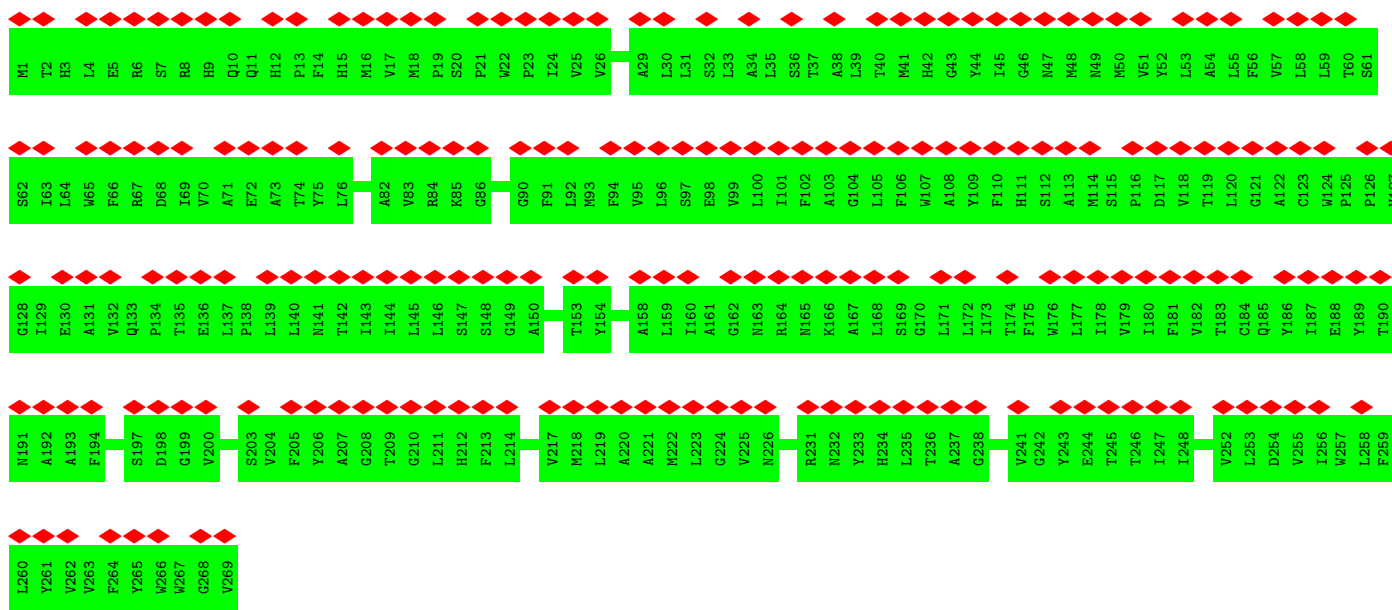 M1 T2 H3 L4 E5 R6 S7 R8 H9 Q10 Q11 H12 P13 F14 H15 M16 V17 M18 P19 S20 P21 W22 P23 I24 V25 V26 A29 L30 L31 S32 L33 A34 L35 S36 T37 A38 L39 T40 M41 H42 G43 Y44 I45 G46 N47 M48 N49 M50 V51 Y52 L53 A54 L55 F56 V57 L58 L59 T60 S61
S62 I63 L64 W65 F66 R67 D68 I69 V70 A71 E72 A73 T74 Y75 L76 A82 V83 R84 K85 G86 G90 F91 L92 M93 F94 V95 L96 S97 E98 V99 L100 I101 F102 A103 G104 L105 F106 W107 A108 Y109 F110 H111 S112 A113 M114 S115 P116 D117 V118 T119 L120 G121 A122 C123 W124 P125 P126 V127
G128 I129 E130 A131 V132 Q133 P134 T135 E136 L137 P138 L139 L140 N141 T142 I143 I144 L145 L146 S147 S148 G149 A150 T153 Y154 A158 L159 I160 A161 G162 N163 R164 N165 K166 A167 L168 S169 G170 L171 L172 I173 T174 F175 W176 L177 I178 V179 I180 F181 V182 T183 C184 Q185 Y186 I187 E188 Y189 T190
N191 A192 A193 F194 S197 D198 G199 V200 S203 V204 F205 Y206 A207 G208 T209 G210 L211 H212 F213 L214 V217 M218 L219 A220 A221 M222 L223 G224 V225 N226 R231 N232 Y233 H234 L235 T236 A237 G238 V241 G242 Y243 E244 T245 T246 I247 I248 V252 L253 D254 V255 I256 W257 L258 F259
L260 Y261 V262 V263 F264 Y265 W266 W267 G268 V269